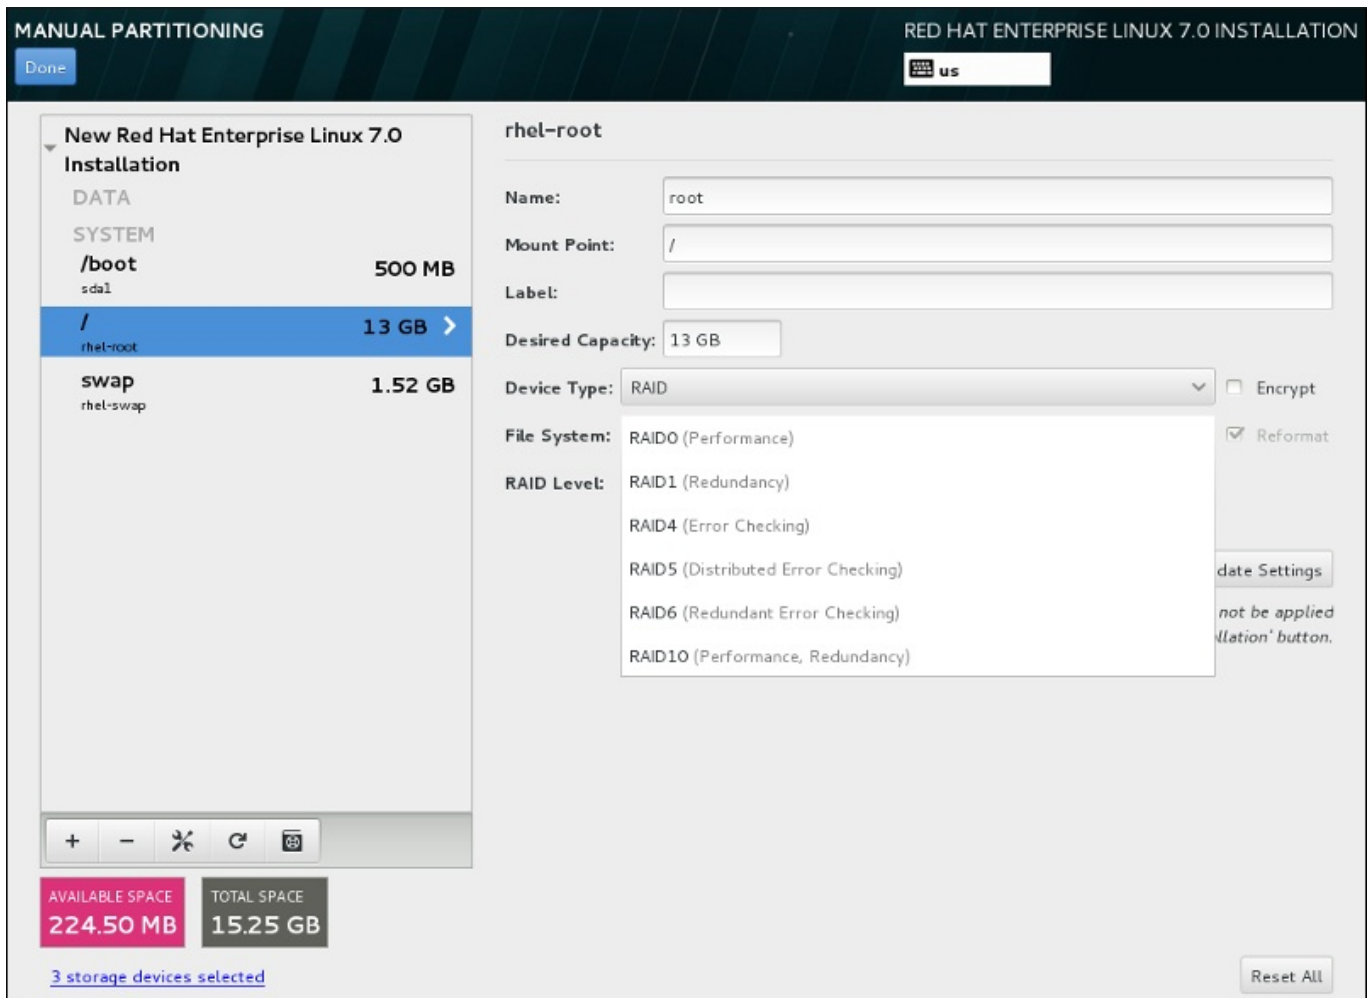 MANUAL PARTITIONING
RED HAT ENTERPRISE LINUX 7.0 INSTALLATION
Done
us
New Red Hat Enterprise Linux 7.0
Installation
DATA
SYSTEM
/boot
500 MB
sda1
/
13 GB
rhel-root
swap
1.52 GB
rhel-swap
AVAILABLE SPACE
224.50 MB
TOTAL SPACE
15.25 GB
3 storage devices selected
rhel-root
Name:
root
Mount Point:
/
Label:
Desired Capacity:
13 GB
Device Type:
RAID
Encrypt
File System:
Reformat
RAID Level:
RAID0 (Performance)
RAID1 (Redundancy)
RAID4 (Error Checking)
RAID5 (Distributed Error Checking)
RAID6 (Redundant Error Checking)
RAID10 (Performance, Redundancy)
date Settings
not be applied
llation' button.
Reset All